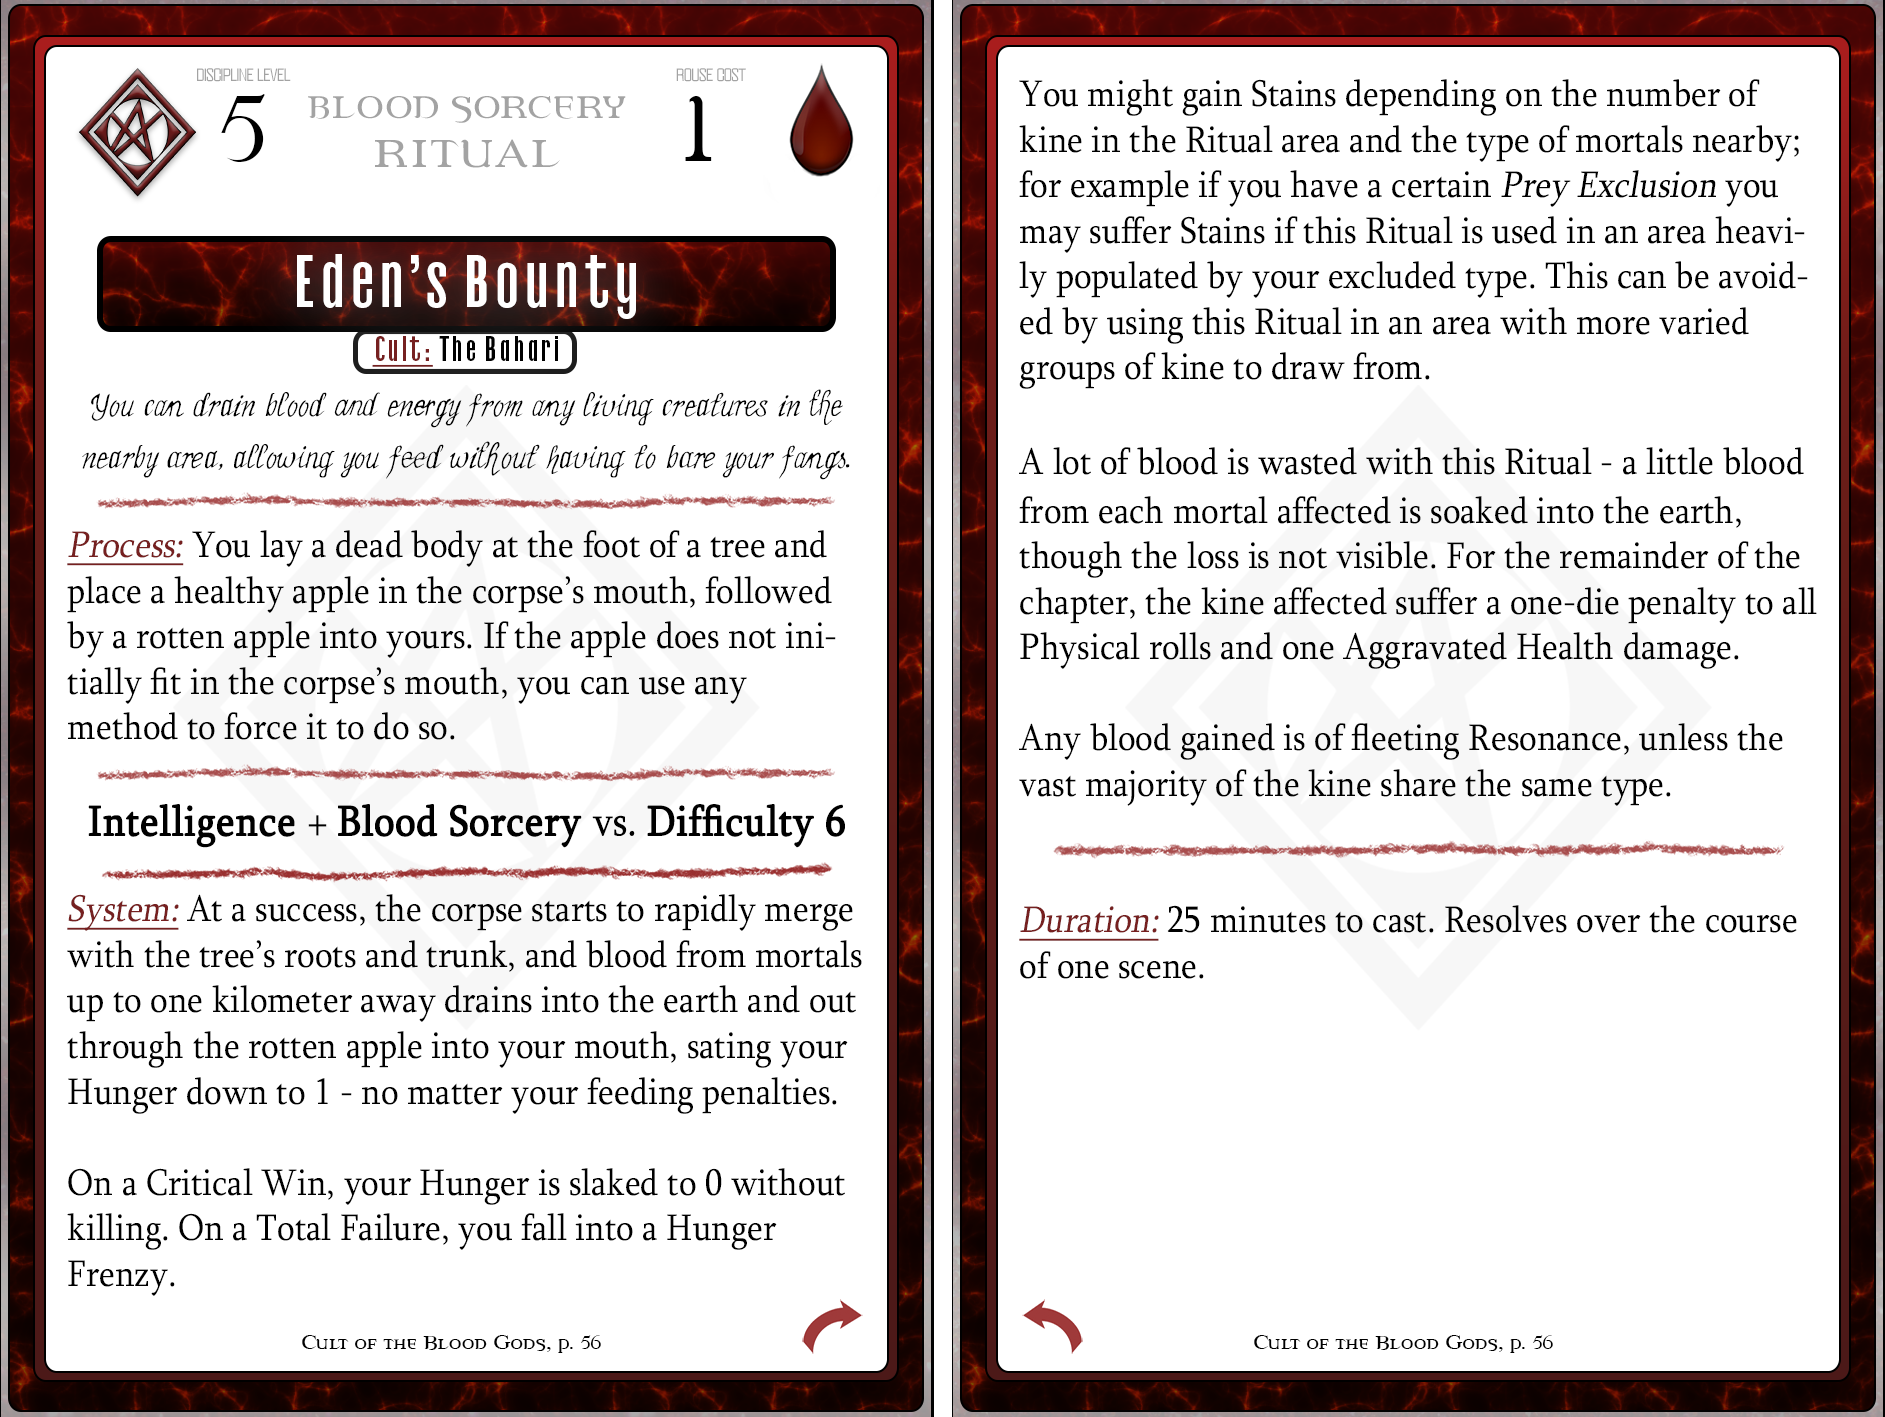 DISCIPLINE LEVEL
5
BLOOD SORCERY
RITUAL
ROUSE COST
1
Eden's Bounty
Cult: The Bahari
You can drain blood and energy from any living creatures in the
nearby area, allowing you feed without having to bare your fangs.
Process: You lay a dead body at the foot of a tree and
place a healthy apple in the corpse's mouth, followed
by a rotten apple into yours. If the apple does not ini-
tially fit in the corpse's mouth, you can use any
method to force it to do so.
Intelligence + Blood Sorcery vs. Difficulty 6
System: At a success, the corpse starts to rapidly merge
with the tree's roots and trunk, and blood from mortals
up to one kilometer away drains into the earth and out
through the rotten apple into your mouth, sating your
Hunger down to 1 - no matter your feeding penalties.
On a Critical Win, your Hunger is slaked to 0 without
killing. On a Total Failure, you fall into a Hunger
Frenzy.
Cult of the Blood Gods, p. 56
You might gain Stains depending on the number of
kine in the Ritual area and the type of mortals nearby;
for example if you have a certain Prey Exclusion you
may suffer Stains if this Ritual is used in an area heavi-
ly populated by your excluded type. This can be avoid-
ed by using this Ritual in an area with more varied
groups of kine to draw from.
A lot of blood is wasted with this Ritual - a little blood
from each mortal affected is soaked into the earth,
though the loss is not visible. For the remainder of the
chapter, the kine affected suffer a one-die penalty to all
Physical rolls and one Aggravated Health damage.
Any blood gained is of fleeting Resonance, unless the
vast majority of the kine share the same type.
Duration: 25 minutes to cast. Resolves over the course
of one scene.
Cult of the Blood Gods, p. 56